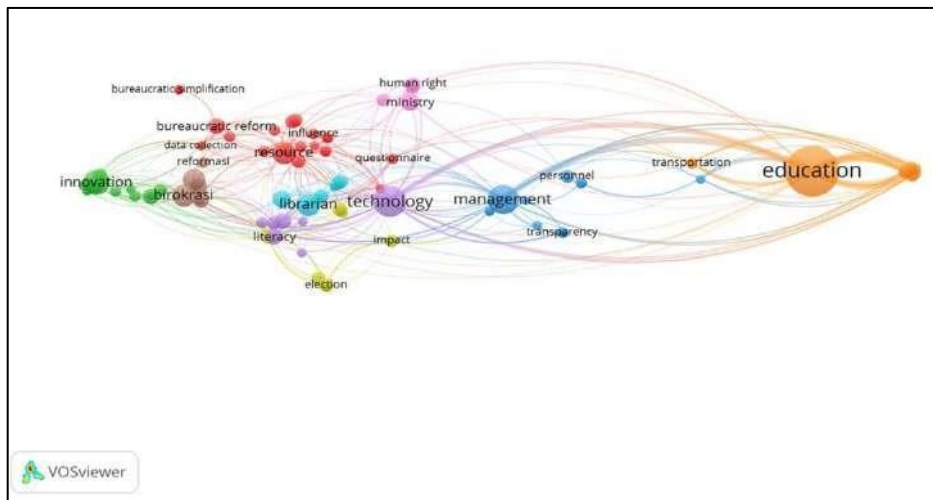 human right
bureaucratic simplification
ministry
bureaucratic reform
influence
data collection
resource
reformasi
questionnaire
transportation
education
innovation
birokrasi
personnel
librarian
technology
management
literacy
impact
transparency
election
VOSviewer